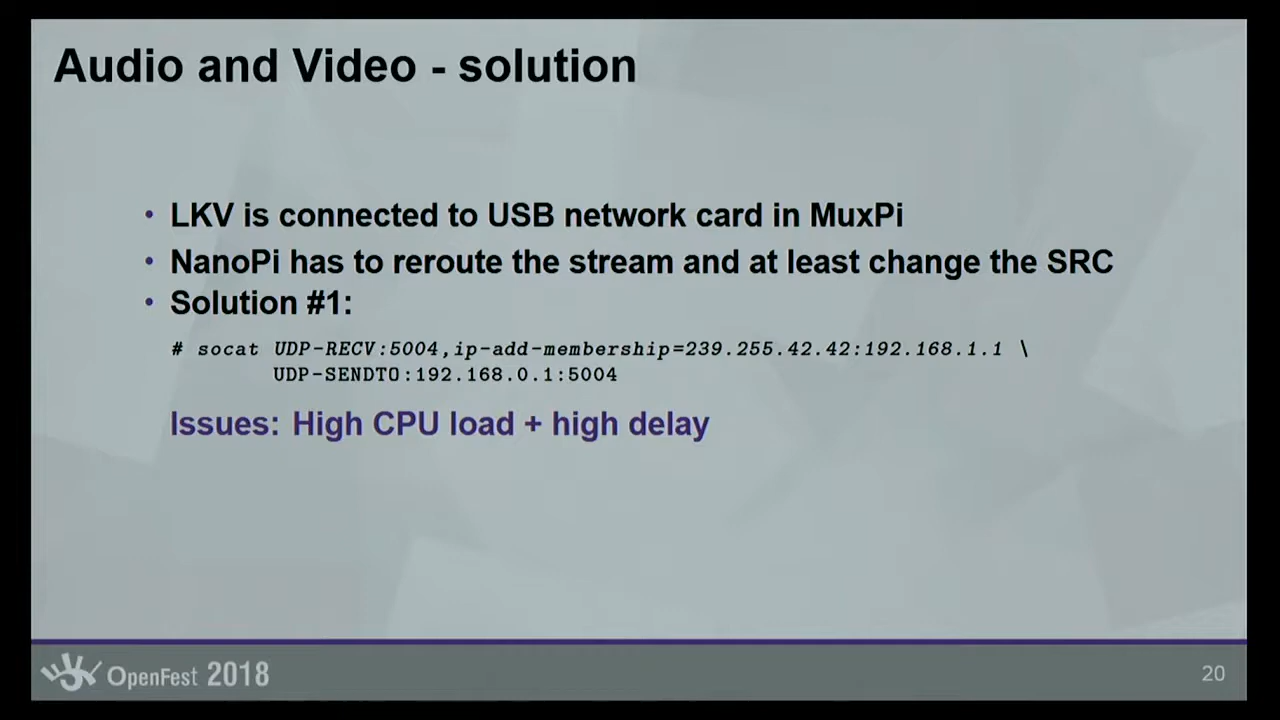 Audio and Video - solution
• LKV is connected to USB network card in MuxPi
• NanoPi has to reroute the stream and at least change the SRC
• Solution #1:
# socat UDP-RECV:5004,ip-add-membership=239.255.42.42:192.168.1.1 \
UDP-SENDTO:192.168.0.1:5004
Issues: High CPU load + high delay
OpenFest 2018
20